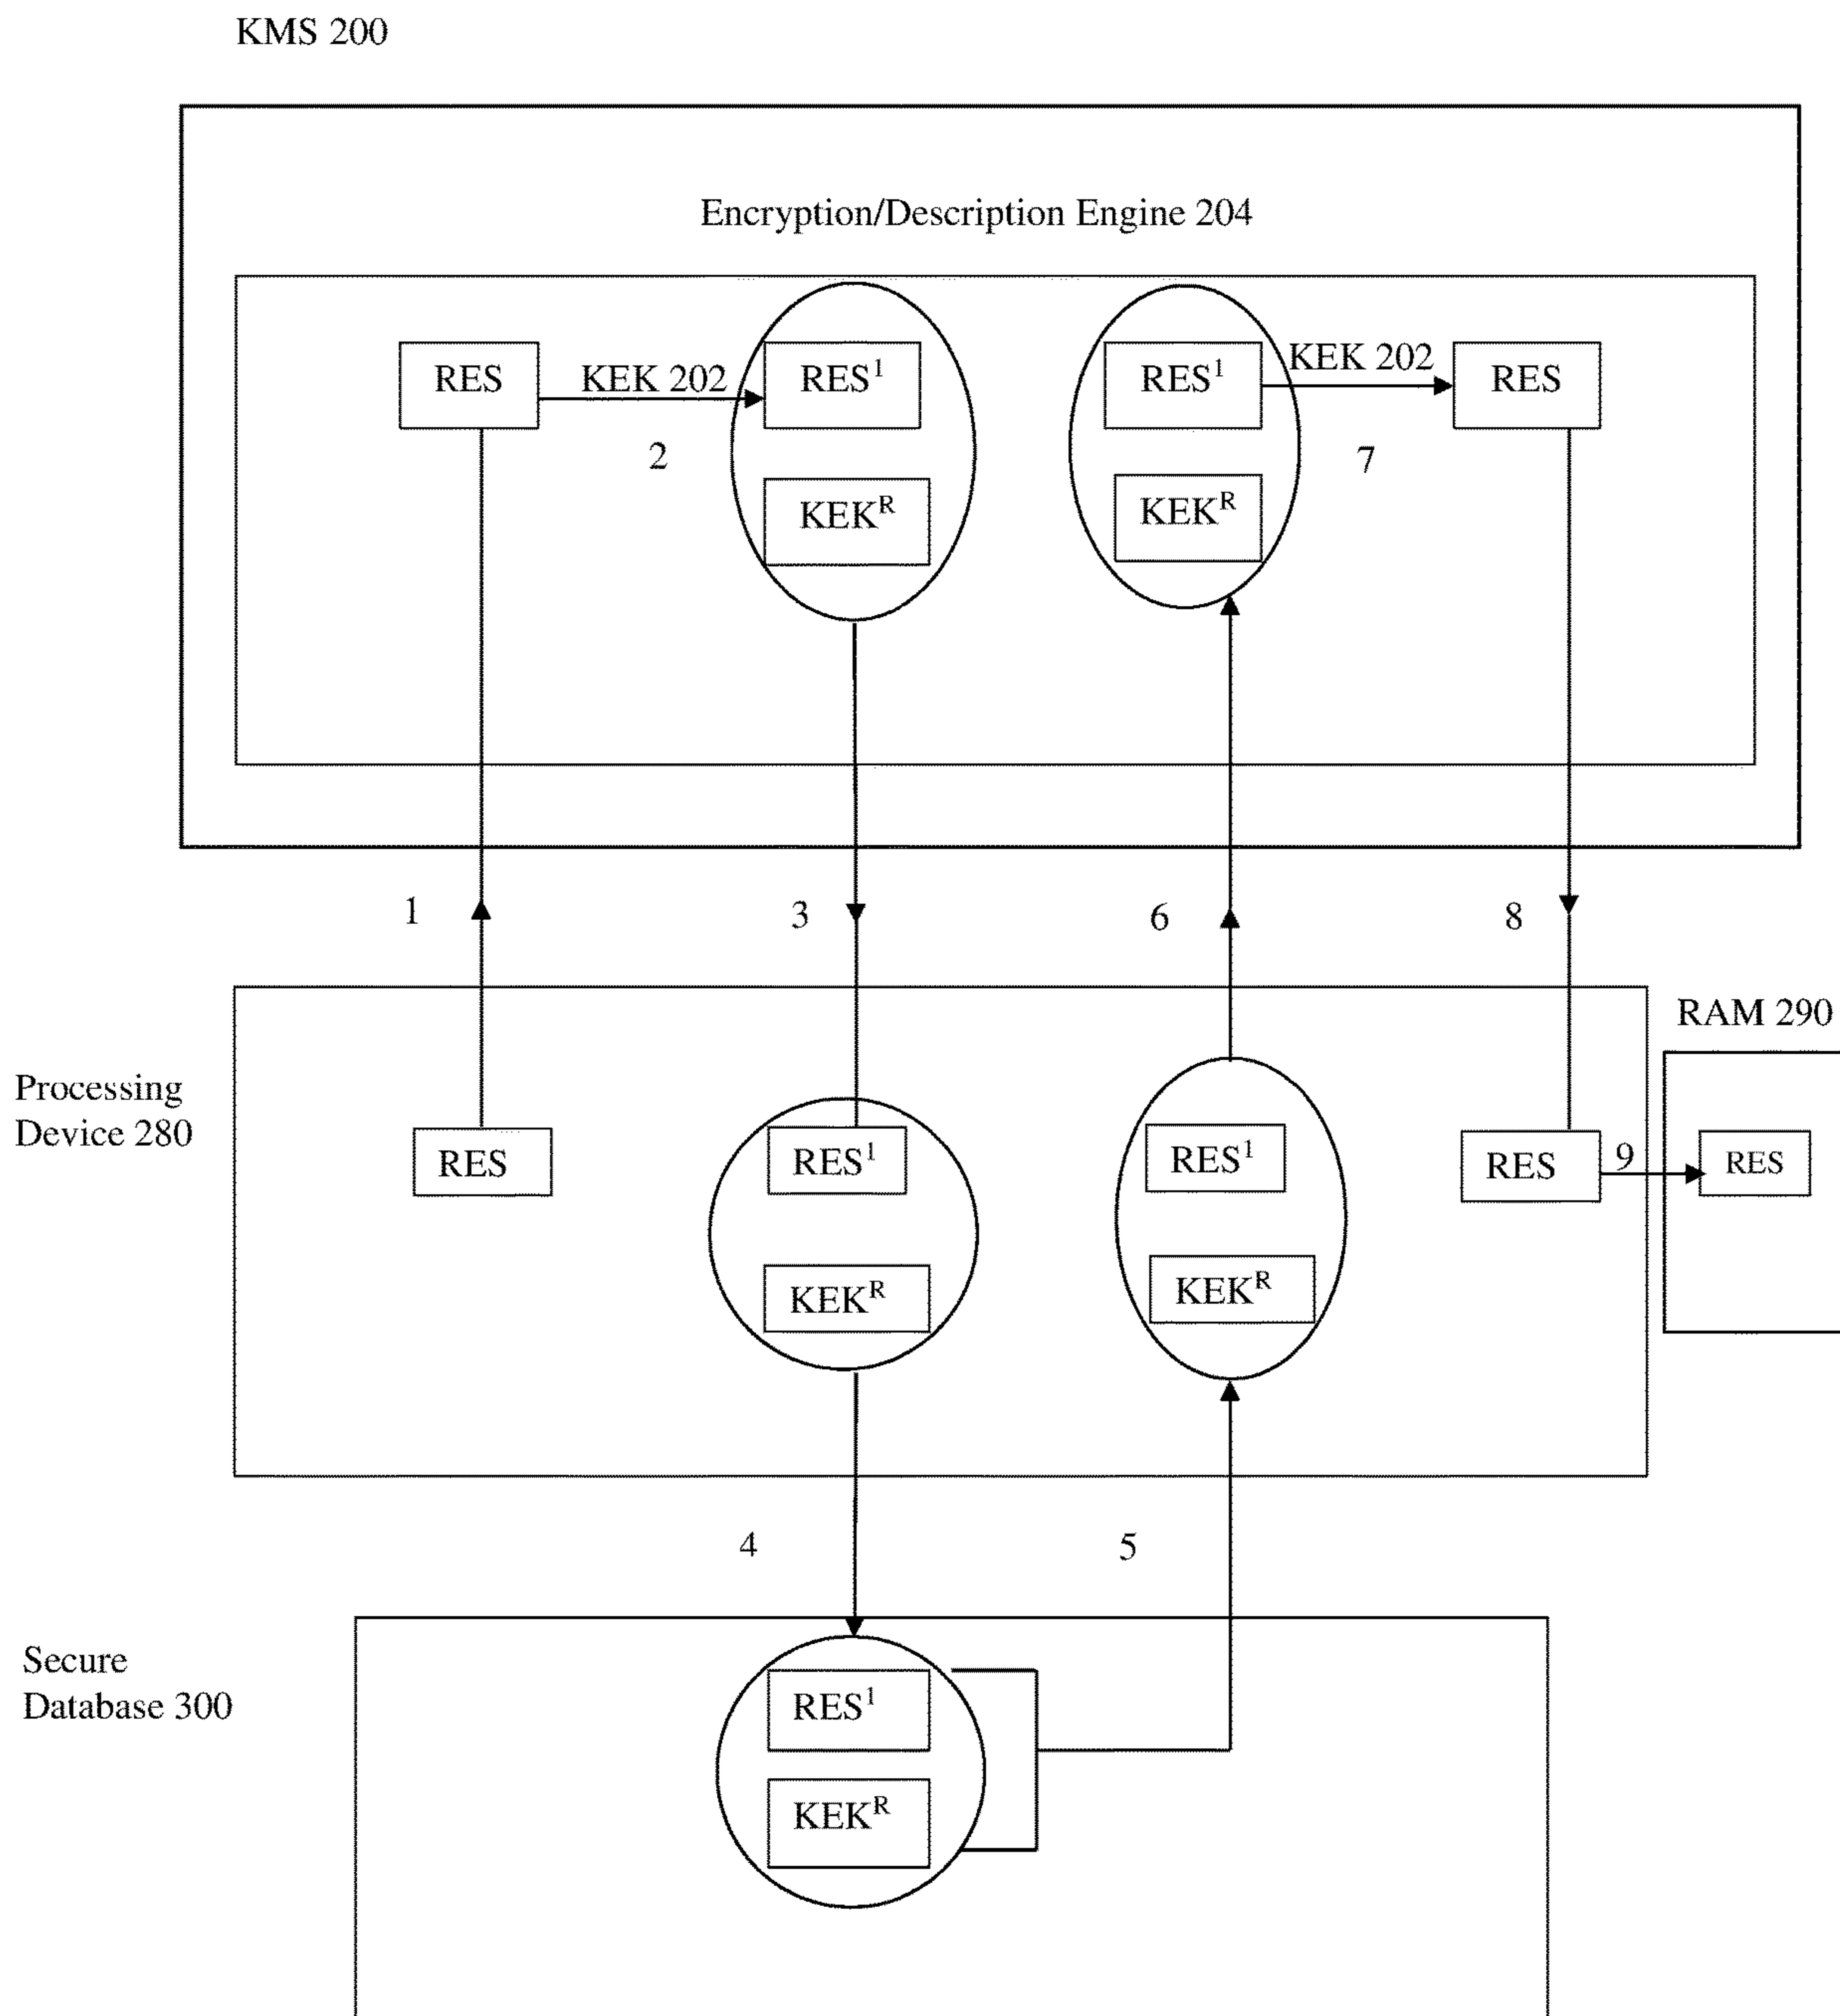 KMS 200
Encryption/Description Engine 204
RES
KEK 202
RES¹
RES¹
KEK 202
RES
2
7
KEKᴿ
KEKᴿ
1
3
6
8
RAM 290
Processing
Device 280
RES
RES¹
RES¹
RES
9
RES
KEKᴿ
KEKᴿ
4
5
Secure
Database 300
RES¹
KEKᴿ